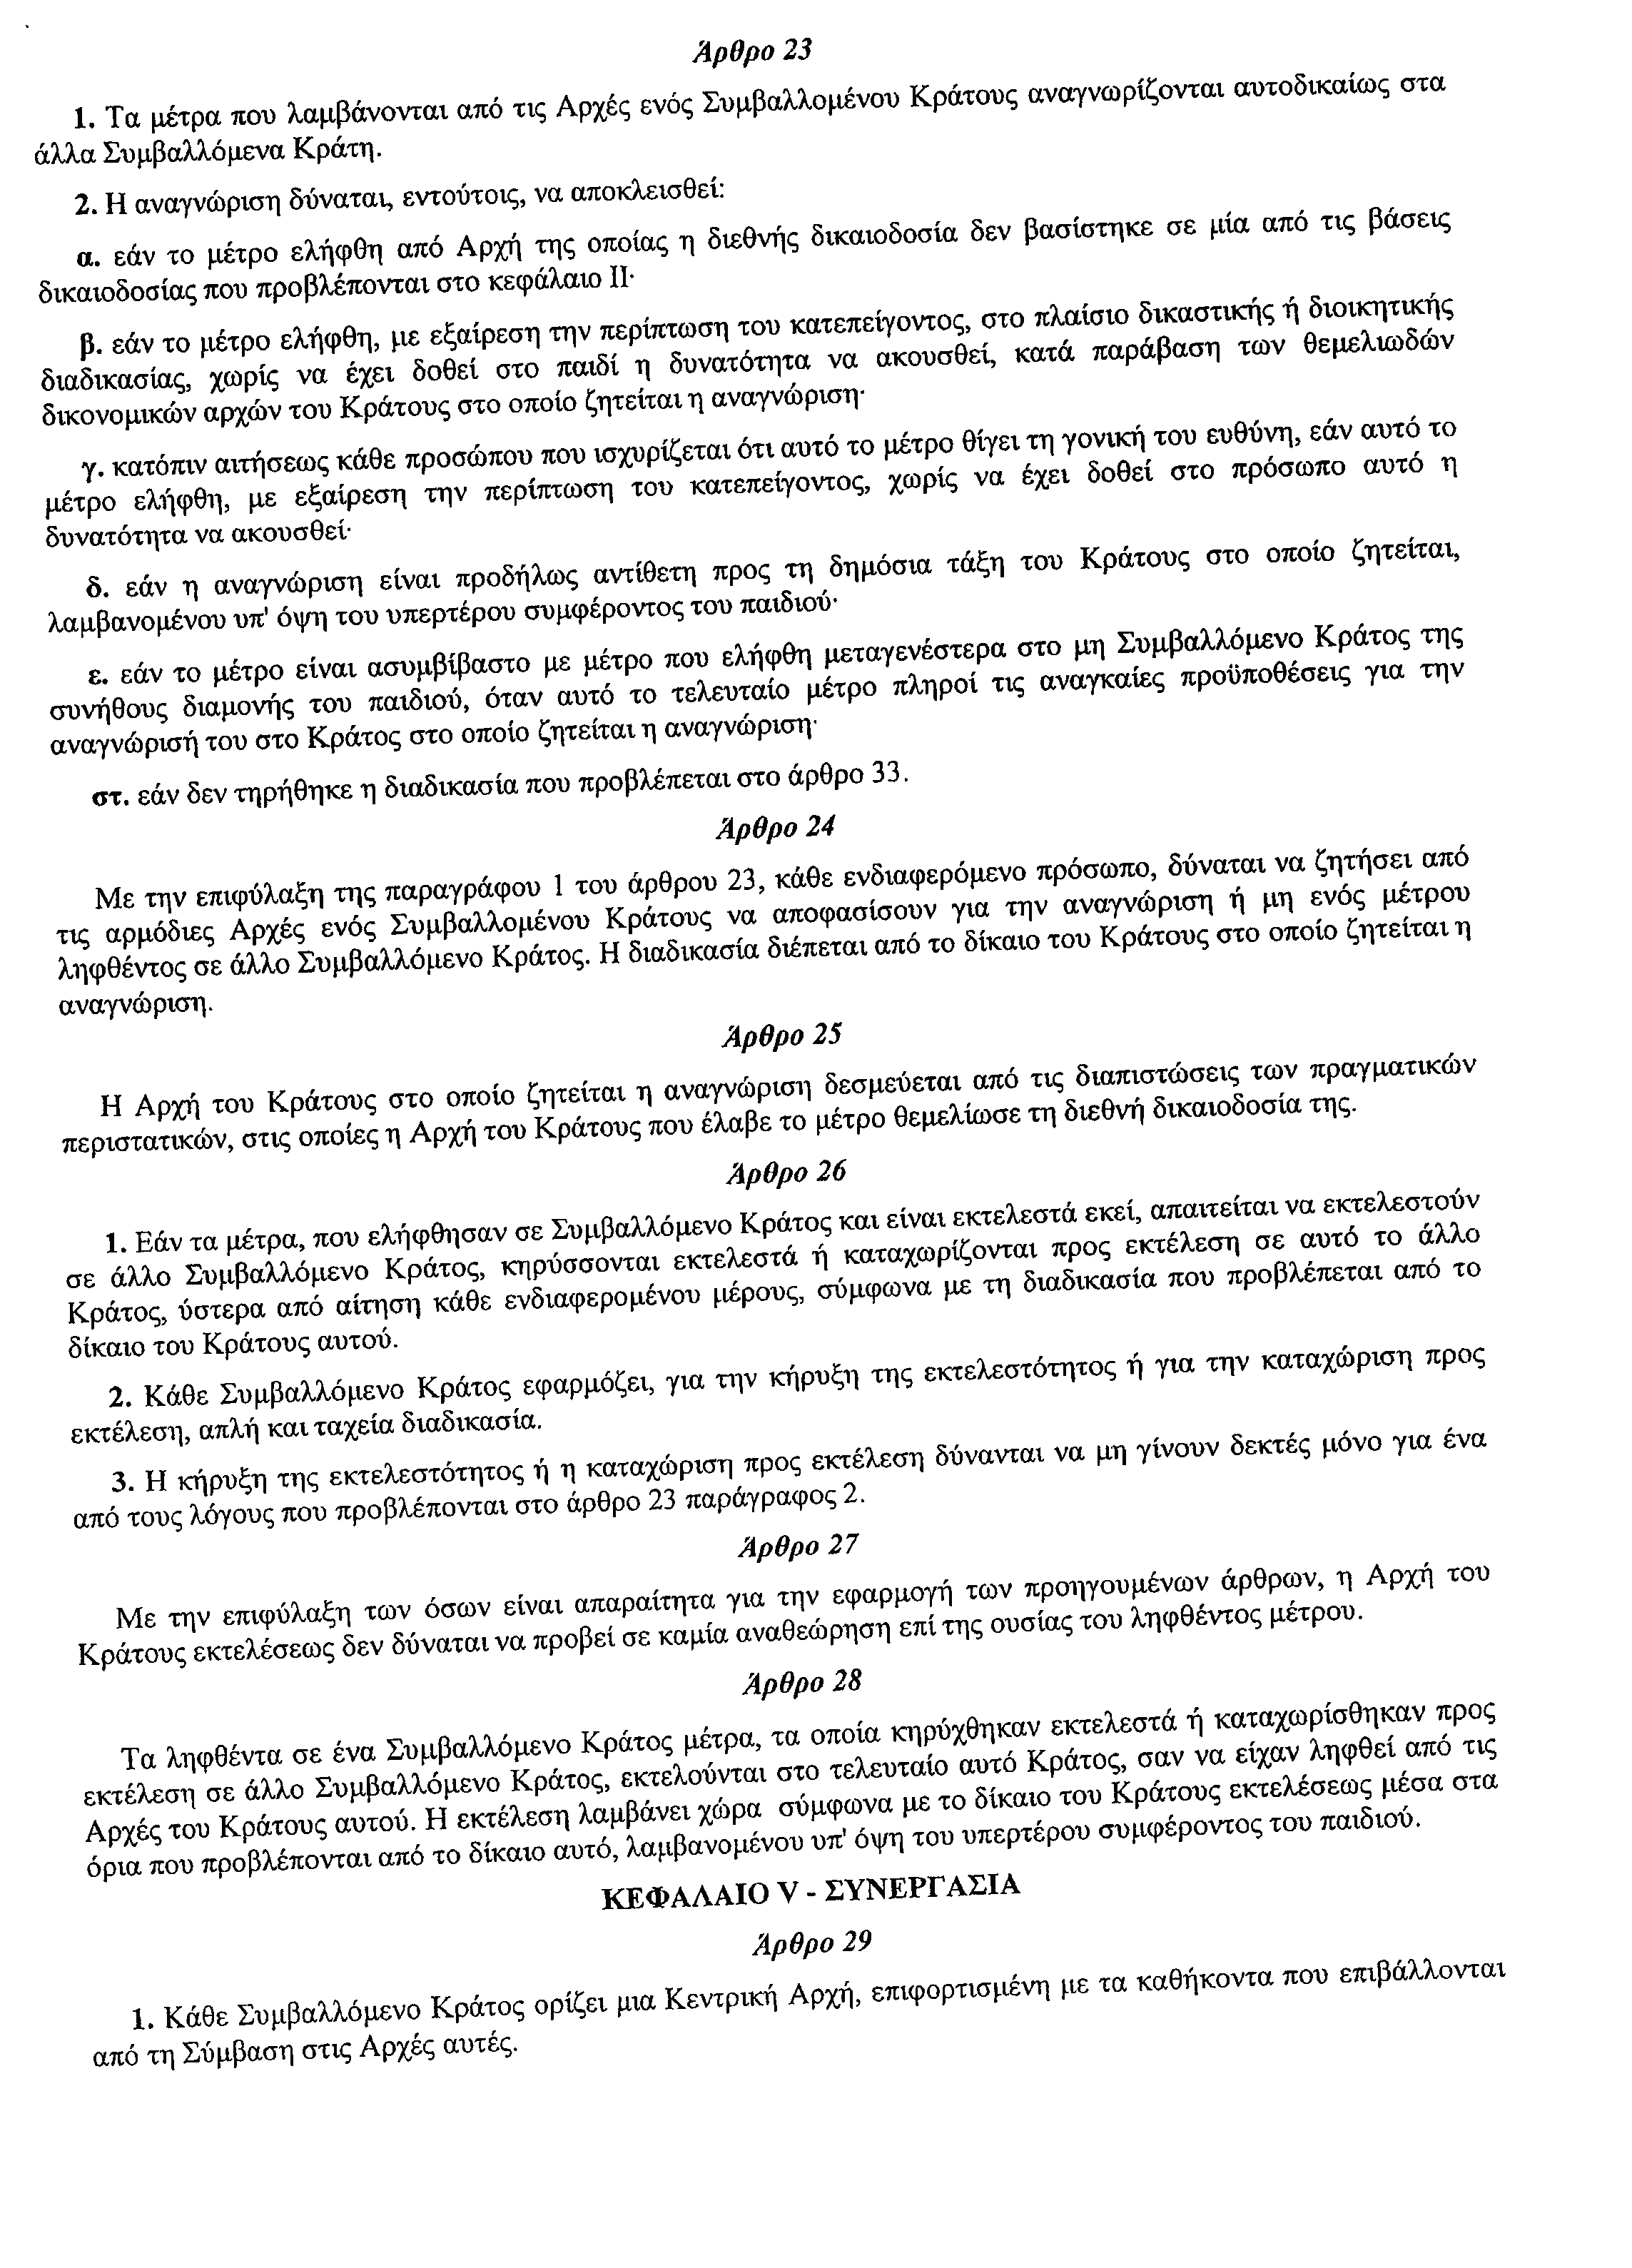 Άρθρο 23
1. Τα μέτρα που λαμβάνονται από τις Αρχές ενός Συμβαλλομένου Κράτους αναγνωρίζονται αυτοδικαίως στα
άλλα Συμβαλλόμενα Κράτη.
2. Η αναγνώριση δύναται, εντούτοις, να αποκλεισθεί:
α. εάν το μέτρο ελήφθη από Αρχή της οποίας η διεθνής δικαιοδοσία δεν βασίστηκε σε μία από τις βάσεις
δικαιοδοσίας που προβλέπονται στο κεφάλαιο ΙΙ·
β. εάν το μέτρο ελήφθη, με εξαίρεση την περίπτωση του κατεπείγοντος, στο πλαίσιο δικαστικής ή διοικητικής
διαδικασίας, χωρίς να έχει δοθεί στο παιδί η δυνατότητα να ακουσθεί, κατά παράβαση των θεμελιωδών
δικονομικών αρχών του Κράτους στο οποίο ζητείται η αναγνώριση·
γ. κατόπιν αιτήσεως κάθε προσώπου που ισχυρίζεται ότι αυτό το μέτρο θίγει τη γονική του ευθύνη, εάν αυτό το
μέτρο ελήφθη, με εξαίρεση την περίπτωση του κατεπείγοντος, χωρίς να έχει δοθεί στο πρόσωπο αυτό η
δυνατότητα να ακουσθεί·
δ. εάν η αναγνώριση είναι προδήλως αντίθετη προς τη δημόσια τάξη του Κράτους στο οποίο ζητείται,
λαμβανομένου υπ' όψη του υπερτέρου συμφέροντος του παιδιού·
ε. εάν το μέτρο είναι ασυμβίβαστο με μέτρο που ελήφθη μεταγενέστερα στο μη Συμβαλλόμενο Κράτος της
συνήθους διαμονής του παιδιού, όταν αυτό το τελευταίο μέτρο πληροί τις αναγκαίες προϋποθέσεις για την
αναγνώρισή του στο Κράτος στο οποίο ζητείται η αναγνώριση·
στ. εάν δεν τηρήθηκε η διαδικασία που προβλέπεται στο άρθρο 33.
Άρθρο 24
Με την επιφύλαξη της παραγράφου 1 του άρθρου 23, κάθε ενδιαφερόμενο πρόσωπο, δύναται να ζητήσει από
τις αρμόδιες Αρχές ενός Συμβαλλομένου Κράτους να αποφασίσουν για την αναγνώριση ή μη ενός μέτρου
ληφθέντος σε άλλο Συμβαλλόμενο Κράτος. Η διαδικασία διέπεται από το δίκαιο του Κράτους στο οποίο ζητείται η
αναγνώριση.
Άρθρο 25
Η Αρχή του Κράτους στο οποίο ζητείται η αναγνώριση δεσμεύεται από τις διαπιστώσεις των πραγματικών
περιστατικών, στις οποίες η Αρχή του Κράτους που έλαβε το μέτρο θεμελίωσε τη διεθνή δικαιοδοσία της.
Άρθρο 26
1. Εάν τα μέτρα, που ελήφθησαν σε Συμβαλλόμενο Κράτος και είναι εκτελεστά εκεί, απαιτείται να εκτελεστούν
σε άλλο Συμβαλλόμενο Κράτος, κηρύσσονται εκτελεστά ή καταχωρίζονται προς εκτέλεση σε αυτό το άλλο
Κράτος, ύστερα από αίτηση κάθε ενδιαφερομένου μέρους, σύμφωνα με τη διαδικασία που προβλέπεται από το
δίκαιο του Κράτους αυτού.
2. Κάθε Συμβαλλόμενο Κράτος εφαρμόζει, για την κήρυξη της εκτελεστότητος ή για την καταχώριση προς
εκτέλεση, απλή και ταχεία διαδικασία.
3. Η κήρυξη της εκτελεστότητος ή η καταχώριση προς εκτέλεση δύνανται να μη γίνουν δεκτές μόνο για ένα
από τους λόγους που προβλέπονται στο άρθρο 23 παράγραφος 2.
Άρθρο 27
Με την επιφύλαξη των όσων είναι απαραίτητα για την εφαρμογή των προηγουμένων άρθρων, η Αρχή του
Κράτους εκτελέσεως δεν δύναται να προβεί σε καμία αναθεώρηση επί της ουσίας του ληφθέντος μέτρου.
Άρθρο 28
Τα ληφθέντα σε ένα Συμβαλλόμενο Κράτος μέτρα, τα οποία κηρύχθηκαν εκτελεστά ή καταχωρίσθηκαν προς
εκτέλεση σε άλλο Συμβαλλόμενο Κράτος, εκτελούνται στο τελευταίο αυτό Κράτος, σαν να είχαν ληφθεί από τις
Αρχές του Κράτους αυτού. Η εκτέλεση λαμβάνει χώρα σύμφωνα με το δίκαιο του Κράτους εκτελέσεως μέσα στα
όρια που προβλέπονται από το δίκαιο αυτό, λαμβανομένου υπ' όψη του υπερτέρου συμφέροντος του παιδιού.
ΚΕΦΑΛΑΙΟ V - ΣΥΝΕΡΓΑΣΙΑ
Άρθρο 29
1. Κάθε Συμβαλλόμενο Κράτος ορίζει μια Κεντρική Αρχή, επιφορτισμένη με τα καθήκοντα που επιβάλλονται
από τη Σύμβαση στις Αρχές αυτές.